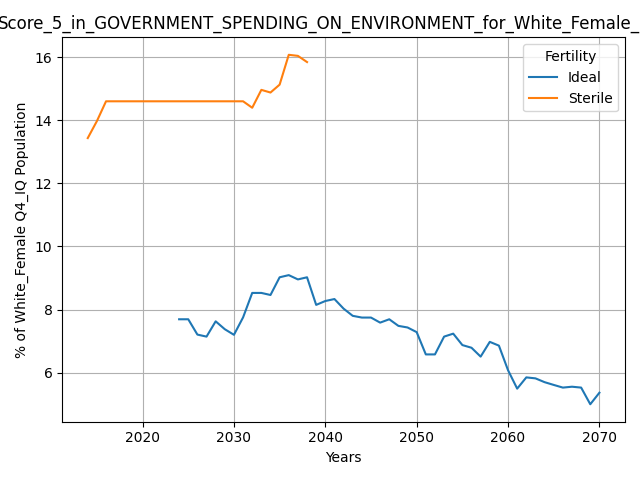 Score_5_in_GOVERNMENT_SPENDING_ON_ENVIRONMENT_for_White_Female_
Fertility
Ideal
Sterile
% of White_Female Q4_IQ Population
16
14
12
10
8
6
2020 2030 2040 2050 2060 2070
Years